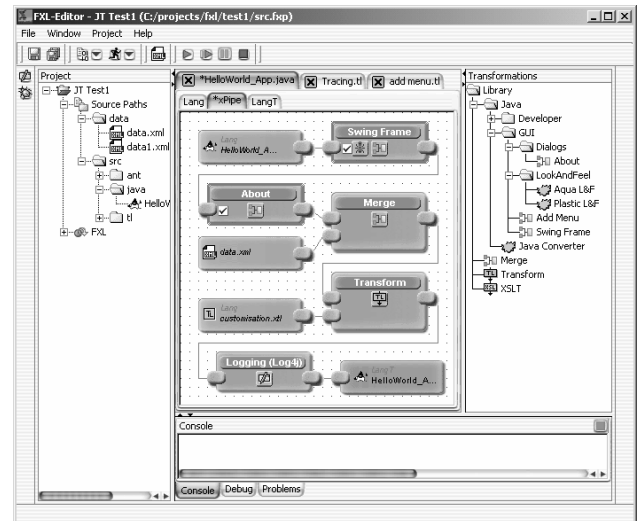 FXL-Editor - JT Test1 (C:/projects/fxl/test1/src.fxp)
File Window Project Help
Project
JT Test1
Source Paths
data
data.xml
data1.xml
src
ant
java
HelloW
tl
FXL
*HelloWorld_App.java
Tracing.tl
add menu.tl
Lang
*xPipe
LangT
Lang
HelloWorld_A...
Swing Frame
About
Merge
data.xml
Transform
Lang
customisation.xtl
TL
Logging (Log4j)
LangT
HelloWorld_A...
Transformations
Library
Java
Developer
GUI
Dialogs
About
LookAndFeel
Aqua L&F
Plastic L&F
Add Menu
Swing Frame
Java Converter
Merge
Transform
XSLT
Console
Console
Debug
Problems